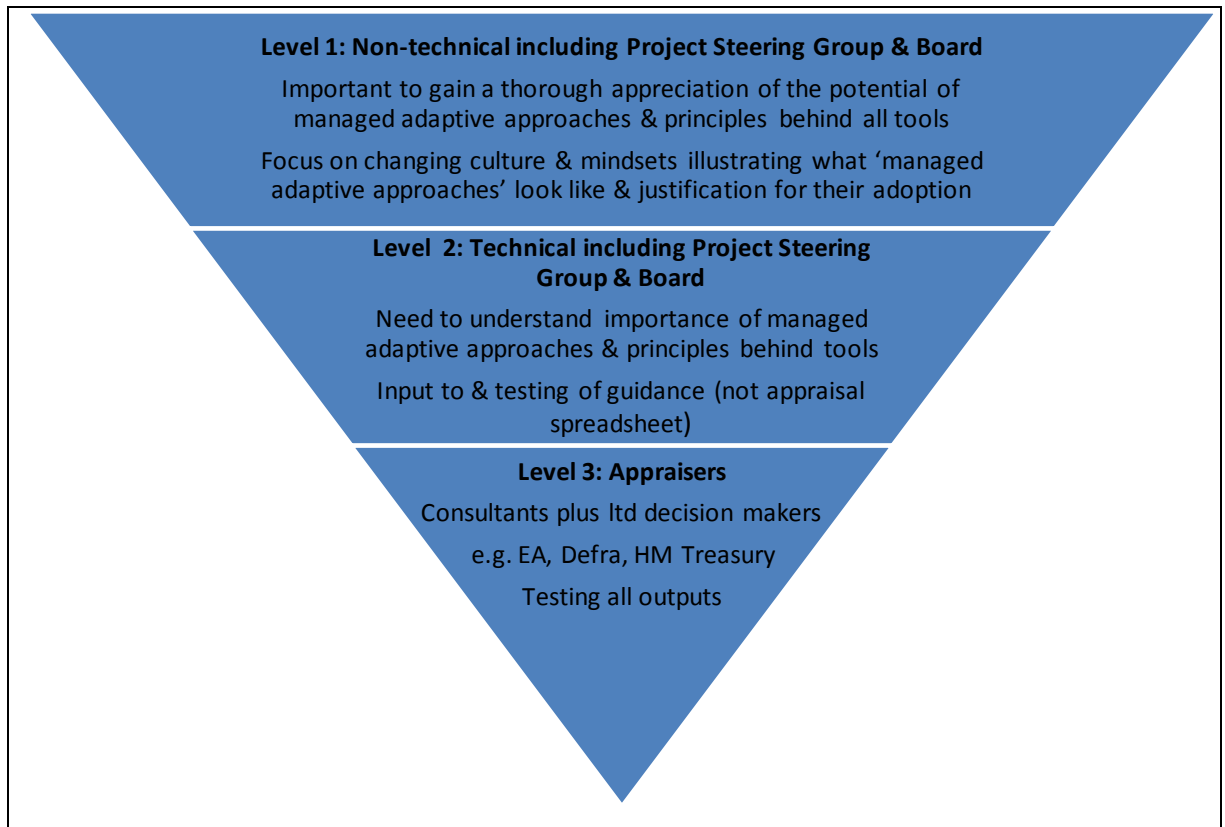 Level 1: Non-technical including Project Steering Group & Board
Important to gain a thorough appreciation of the potential of
managed adaptive approaches & principles behind all tools
Focus on changing culture & mindsets illustrating what ‘managed
adaptive approaches’ look like & justification for their adoption
Level 2: Technical including Project Steering
Group & Board
Need to understand importance of managed
adaptive approaches & principles behind tools
Input to & testing of guidance (not appraisal
spreadsheet)
Level 3: Appraisers
Consultants plus ltd decision makers
e.g. EA, Defra, HM Treasury
Testing all outputs